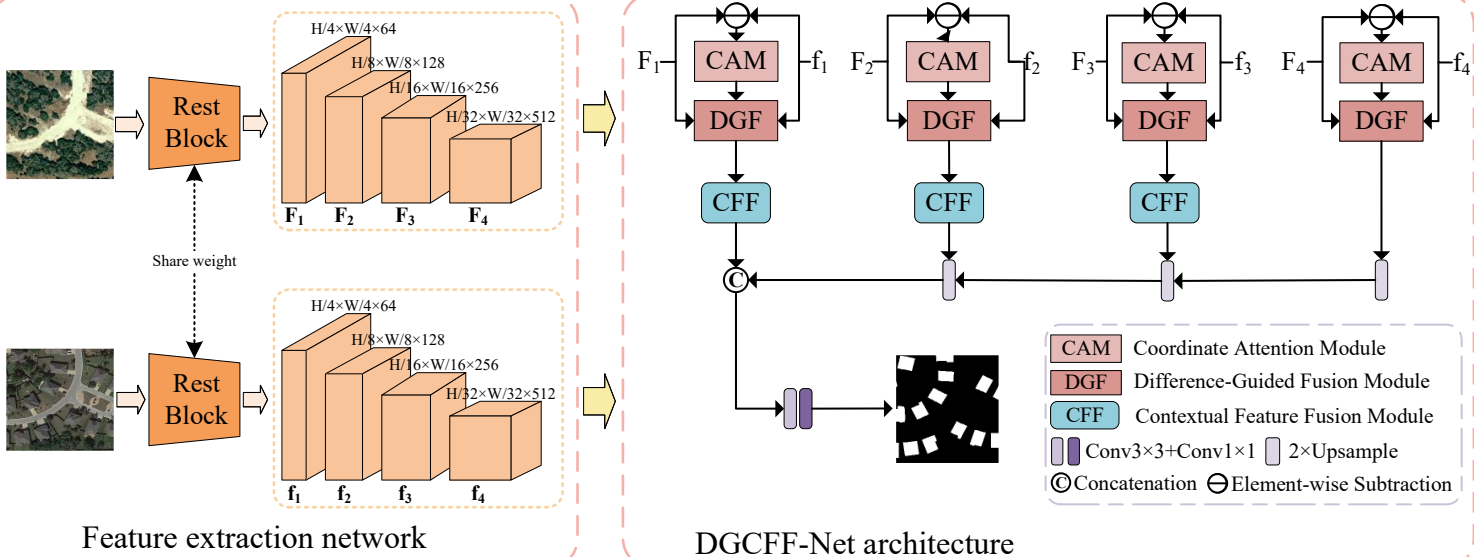 H/4×W/4×64
H/8×W/8×128
H/16×W/16×256
H/32×W/32×512
Rest
Block
F1
F2
F3
F4
Share weight
H/4×W/4×64
H/8×W/8×128
H/16×W/16×256
H/32×W/32×512
Rest
Block
f1
f2
f3
f4
Feature extraction network
F1
CAM
f1
DGF
CFF
F2
CAM
f2
DGF
CFF
F3
CAM
f3
DGF
CFF
F4
CAM
f4
DGF
C
CAM Coordinate Attention Module
DGF Difference-Guided Fusion Module
CFF Contextual Feature Fusion Module
Conv3×3+Conv1×1 2×Upsample
C Concatenation Element-wise Subtraction
DGCFF-Net architecture